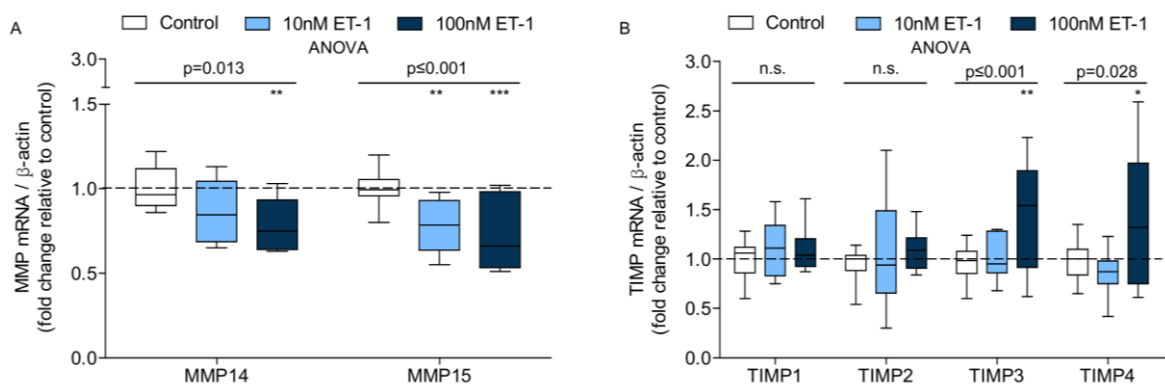 A
Control 10nM ET-1 100nM ET-1
ANOVA
p=0.013 p≤0.001
** ** ***
MMP mRNA / β-actin
(fold change relative to control)
3.0
1.5
1.0
0.5
0.0
MMP14 MMP15
B
Control 10nM ET-1 100nM ET-1
ANOVA
n.s. n.s. p≤0.001 p=0.028
** *
TIMP mRNA / β-actin
(fold change relative to control)
3.0
2.5
2.0
1.5
1.0
0.5
0.0
TIMP1 TIMP2 TIMP3 TIMP4